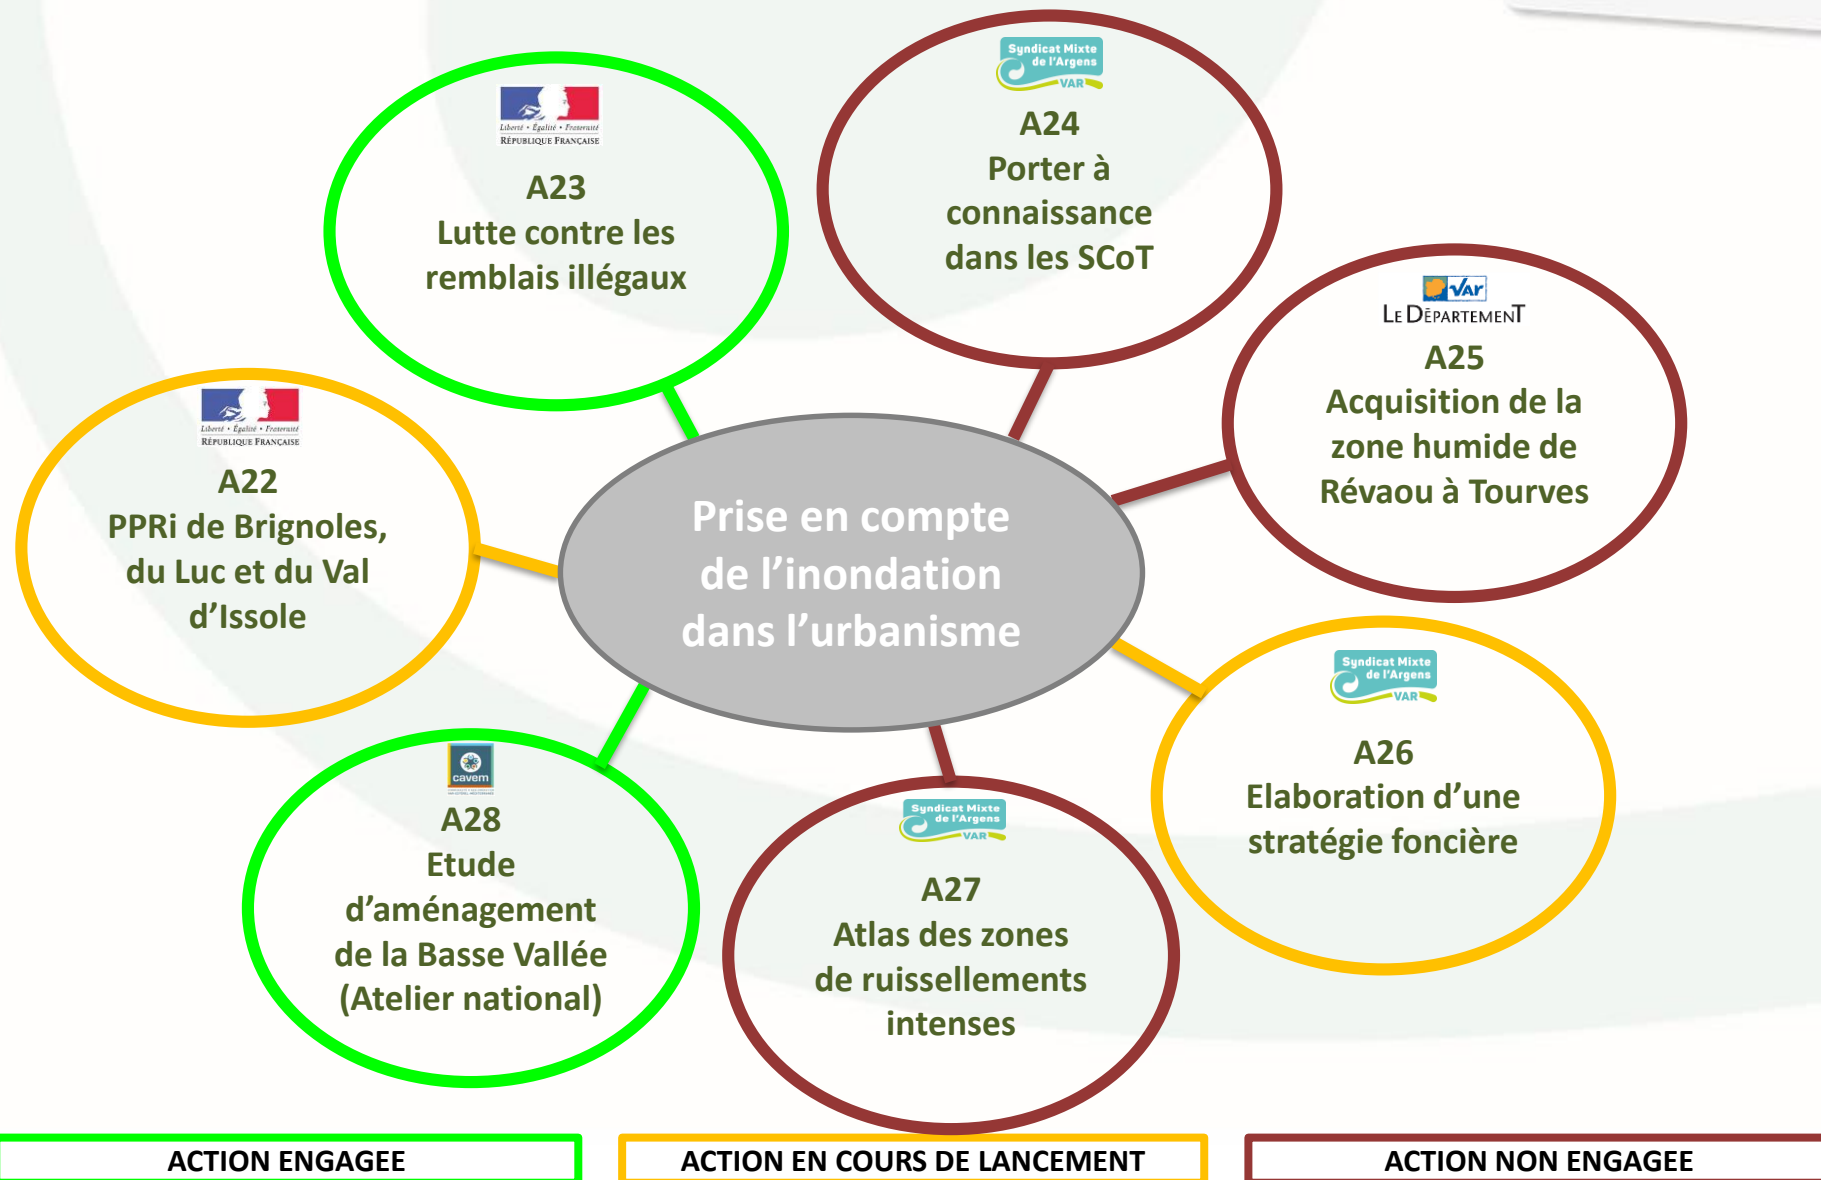 Liberté • Égalité • Fraternité
RÉPUBLIQUE FRANÇAISE
A23
Lutte contre les
remblais illégaux
Syndicat Mixte
de l'Argens
VAR
A24
Porter à
connaissance
dans les SCoT
VAr
LE DÉPARTEMENT
A25
Acquisition de la
zone humide de
Révaou à Tourves
Liberté • Égalité • Fraternité
RÉPUBLIQUE FRANÇAISE
A22
PPRi de Brignoles,
du Luc et du Val
d’Issole
Prise en compte
de l’inondation
dans l’urbanisme
Syndicat Mixte
de l'Argens
VAR
A26
Elaboration d’une
stratégie foncière
cavem
A28
Etude
d’aménagement
de la Basse Vallée
(Atelier national)
Syndicat Mixte
de l'Argens
VAR
A27
Atlas des zones
de ruissellements
intenses
ACTION ENGAGEE
ACTION EN COURS DE LANCEMENT
ACTION NON ENGAGEE